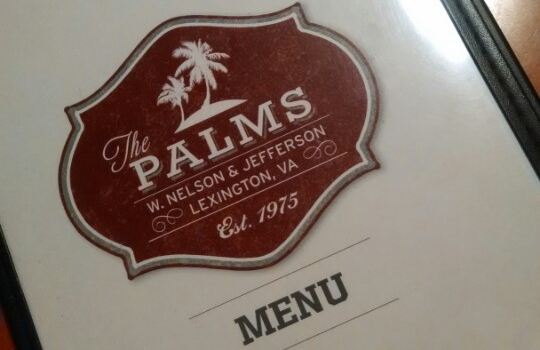 The
PALMS
W. NELSON & JEFFERSON
LEXINGTON, VA
Est. 1975
MENU